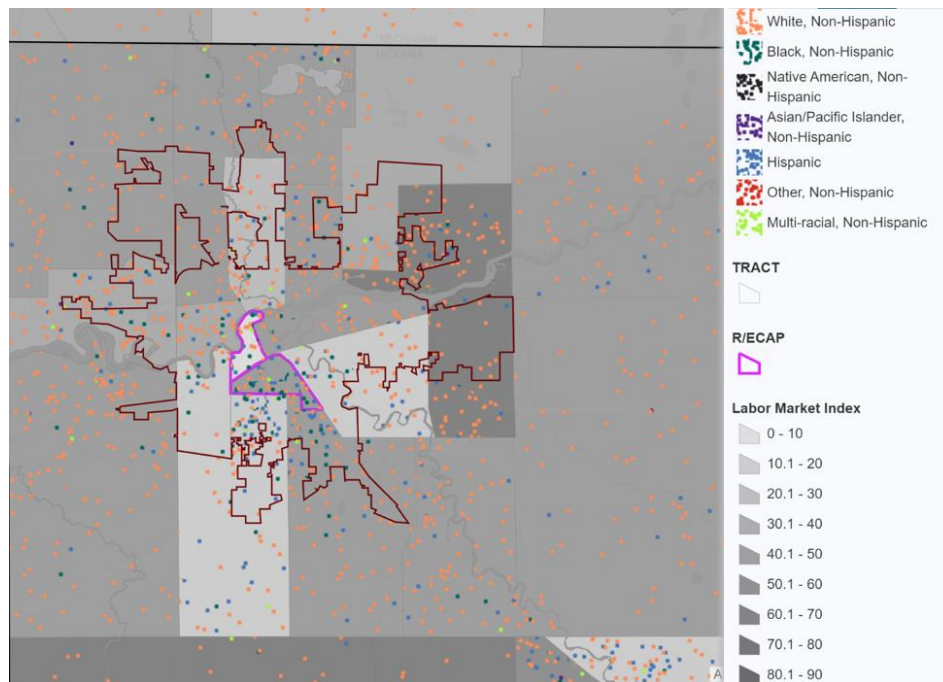 MICHIGAN
INDIANA
White, Non-Hispanic
Black, Non-Hispanic
Native American, Non-
Hispanic
Asian/Pacific Islander,
Non-Hispanic
Hispanic
Other, Non-Hispanic
Multi-racial, Non-Hispanic
TRACT
R/ECAP
Labor Market Index
0 - 10
10.1 - 20
20.1 - 30
30.1 - 40
40.1 - 50
50.1 - 60
60.1 - 70
70.1 - 80
80.1 - 90
A